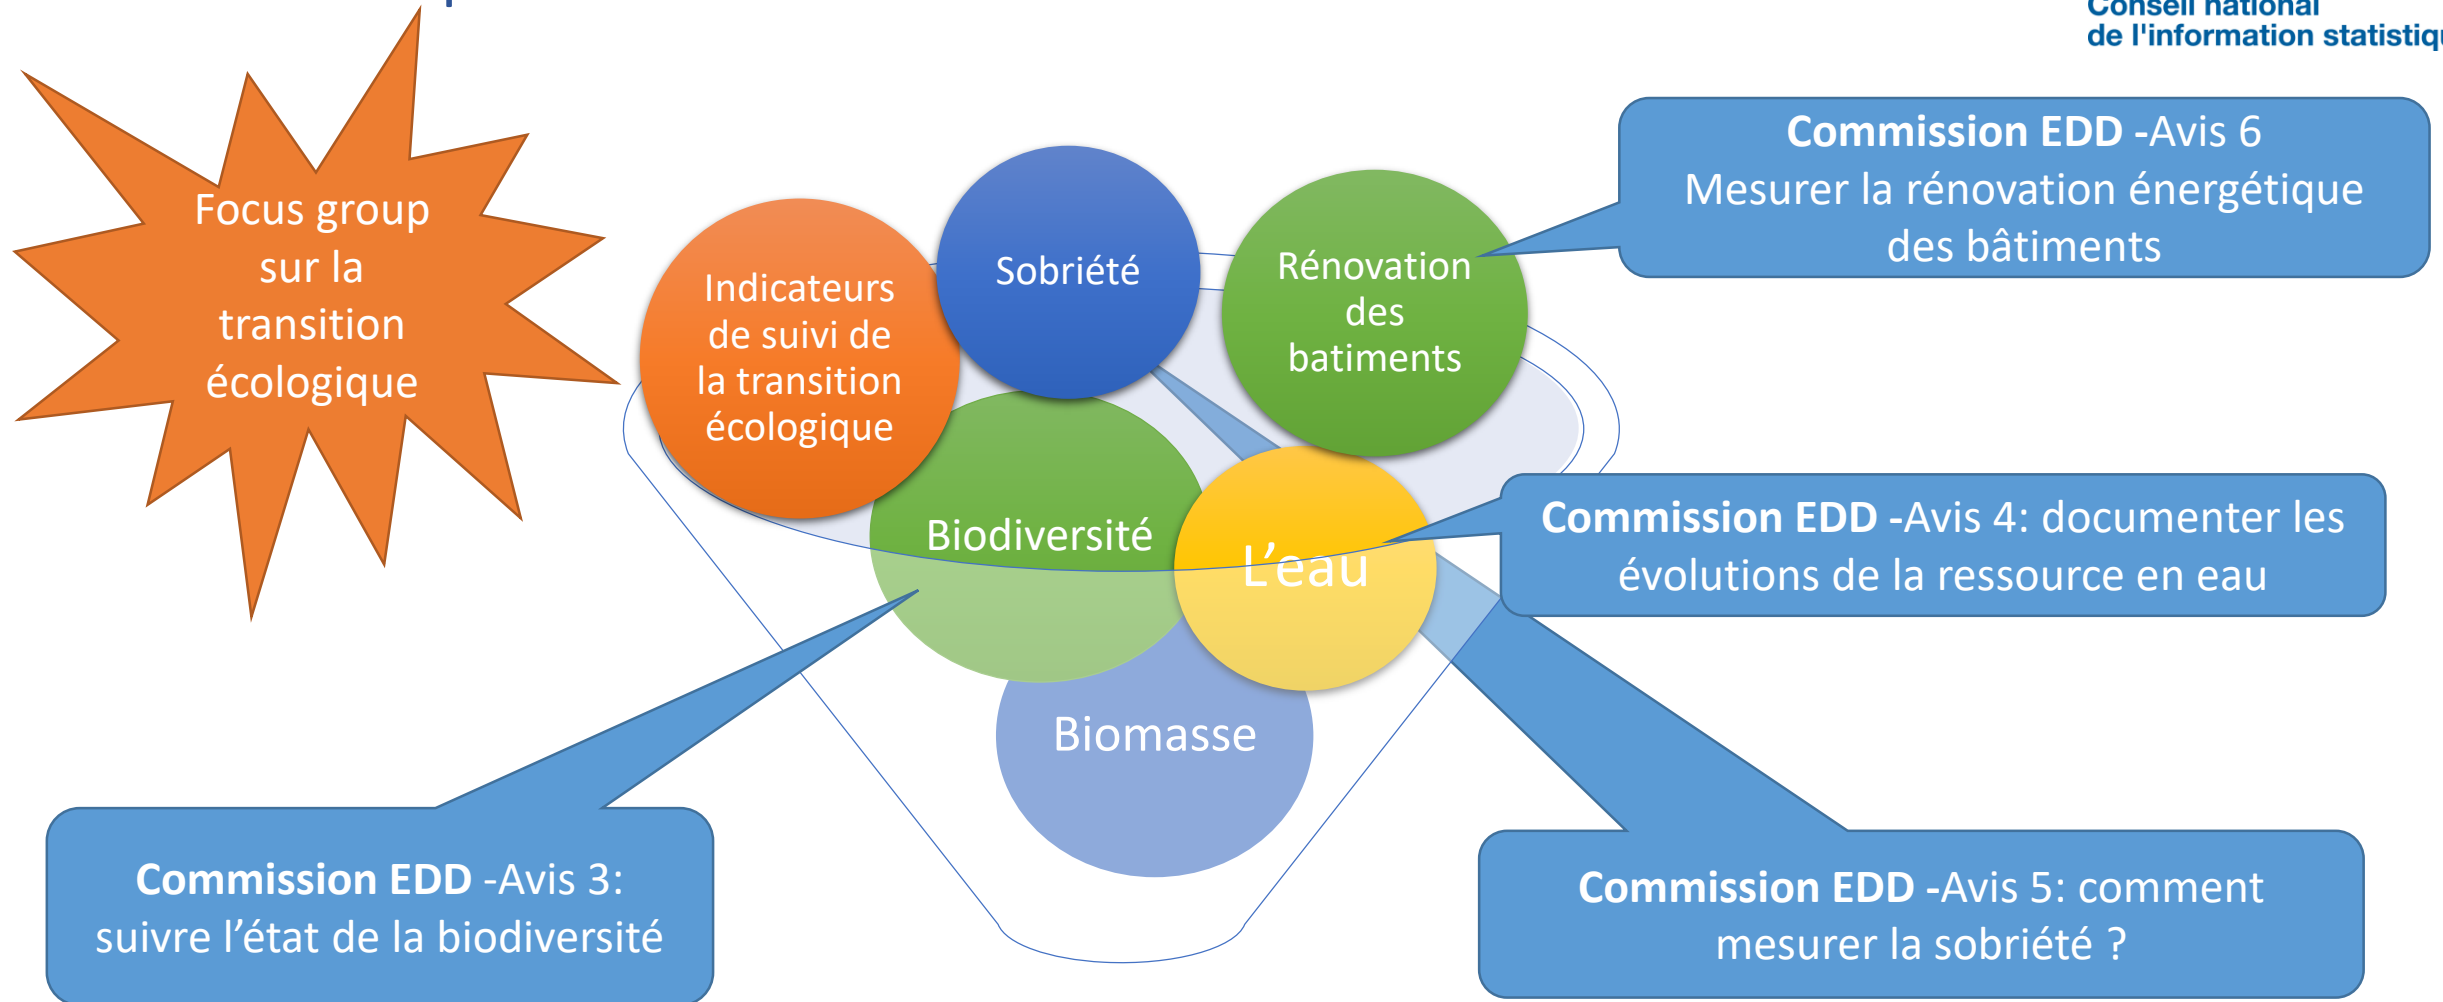 Conseil national
de l'information
Focus group
sur la
transition
écologique
Indicateurs
de suivi de
la transition
écologique
Sobriété
Rénovation
des
batiments
Commission EDD -Avis 6
Mesurer la rénovation énergétique
des bâtiments
Biodiversité
L’eau
Commission EDD -Avis 4: documenter les
évolutions de la ressource en eau
Biomasse
Commission EDD -Avis 3:
suivre l’état de la biodiversité
Commission EDD -Avis 5: comment
mesurer la sobriété ?